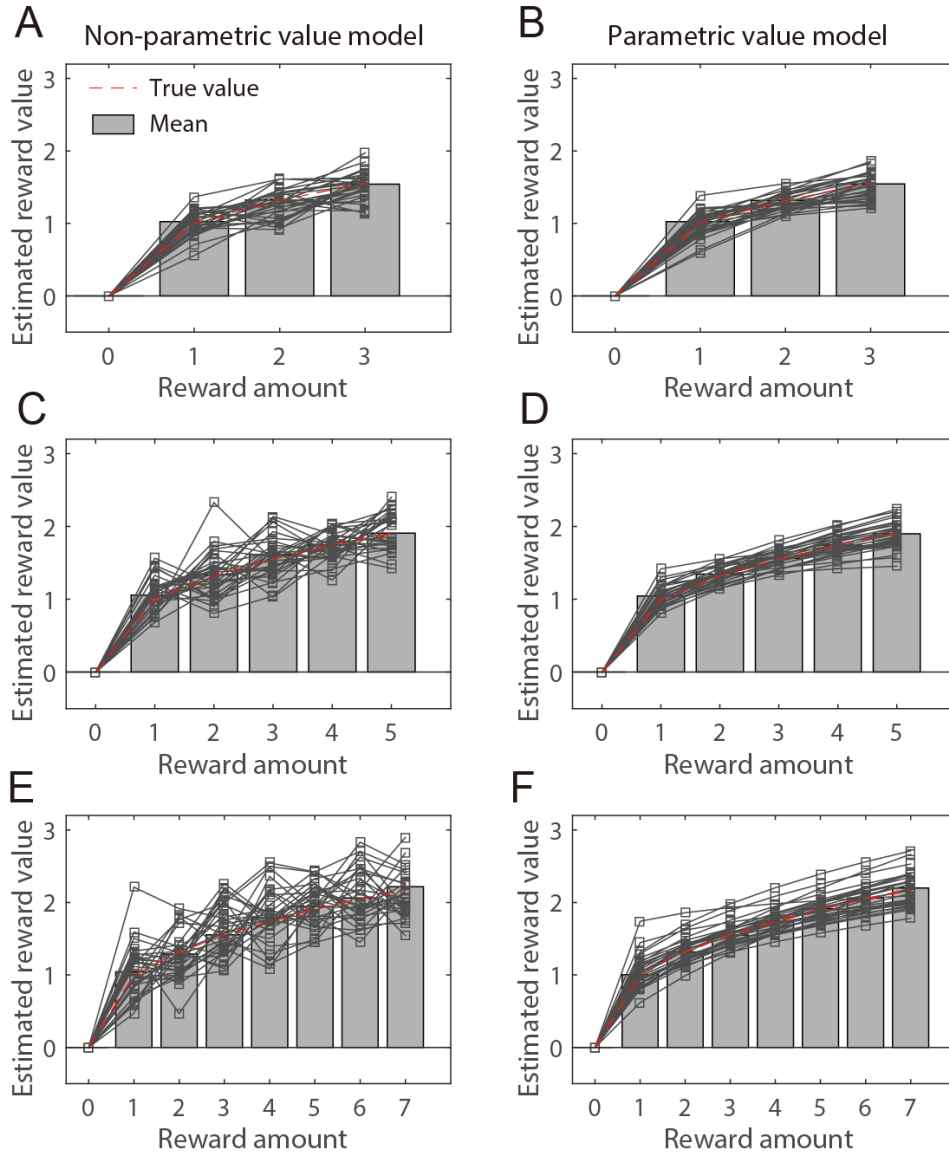 A
Non-parametric value model
3
2
1
0
Estimated reward value
True value
Mean
0 1 2 3
Reward amount
B
Parametric value model
3
2
1
0
Estimated reward value
0 1 2 3
Reward amount
C
3
2
1
0
Estimated reward value
0 1 2 3 4 5
Reward amount
D
3
2
1
0
Estimated reward value
0 1 2 3 4 5
Reward amount
E
3
2
1
0
Estimated reward value
0 1 2 3 4 5 6 7
Reward amount
F
3
2
1
0
Estimated reward value
0 1 2 3 4 5 6 7
Reward amount